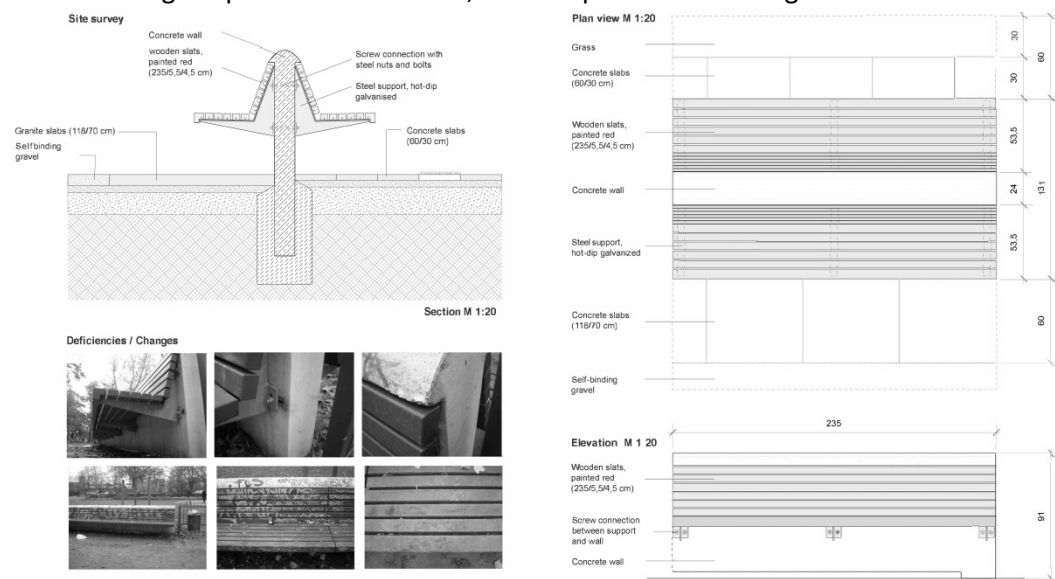 Site survey
Concrete wall
wooden slats,
painted red
(235/5,5/4,5 cm)
Screw connection with
steel nuts and bolts
Steel support, hot-dip
galvanised
Granite slabs (118/70 cm)
Selfbinding
gravel
Concrete slabs
(60/30 cm)
Section M 1:20
Deficiencies / Changes
Plan view M 1:20
Grass
Concrete slabs
(60/30 cm)
Wooden slats,
painted red
(235/5,5/4,5 cm)
Concrete wall
Steel support,
hot-dip galvanized
Concrete slabs
(118/70 cm)
Self-binding
gravel
30
60
30
53,5
24
131
53,5
60
235
Elevation M 1 20
Wooden slats,
painted red
(235/5,5/4,5 cm)
Screw connection
between support
and wall
Concrete wall
91